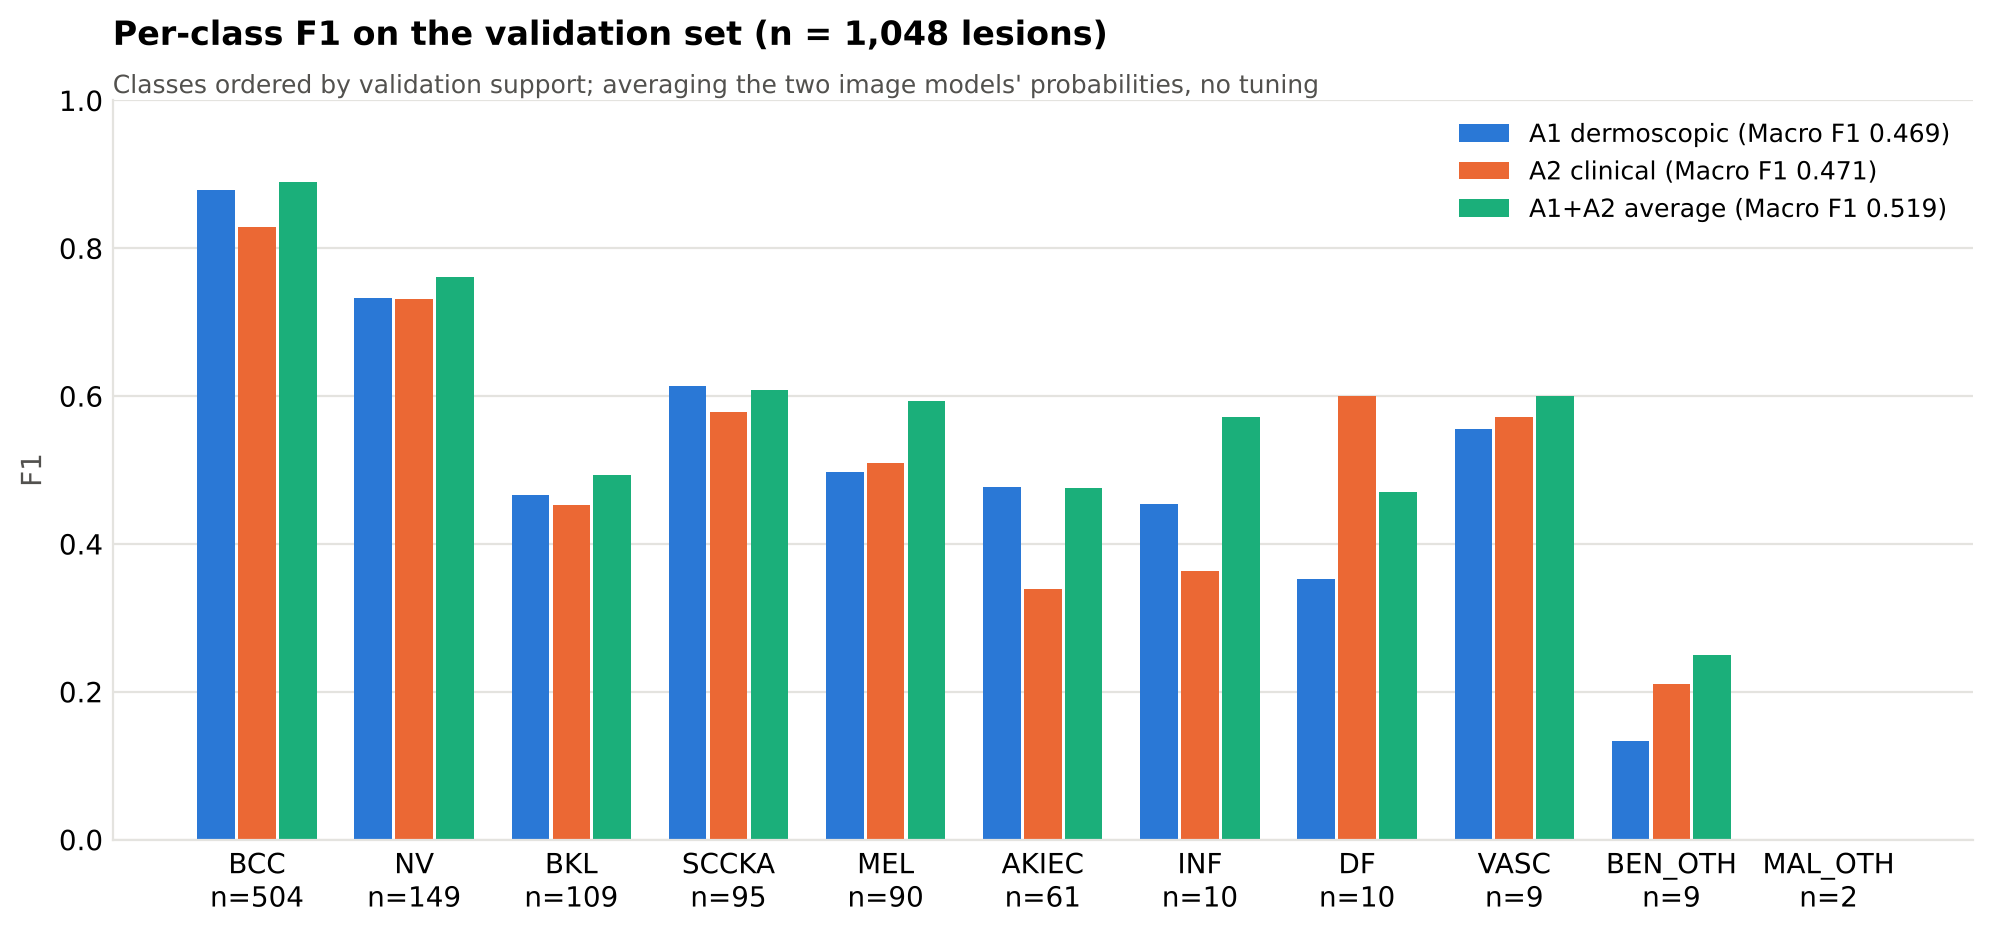 Per-class F1 on the validation set (n = 1,048 lesions)
Classes ordered by validation support; averaging the two image models' probabilities, no tuning
A1 dermoscopic (Macro F1 0.469)
A2 clinical (Macro F1 0.471)
A1+A2 average (Macro F1 0.519)
F1
1.0
0.8
0.6
0.4
0.2
0.0
BCC NV BKL SCCKA MEL AKIEC INF DF VASC BEN_OTH MAL_OTH
n=504 n=149 n=109 n=95 n=90 n=61 n=10 n=10 n=9 n=9 n=2